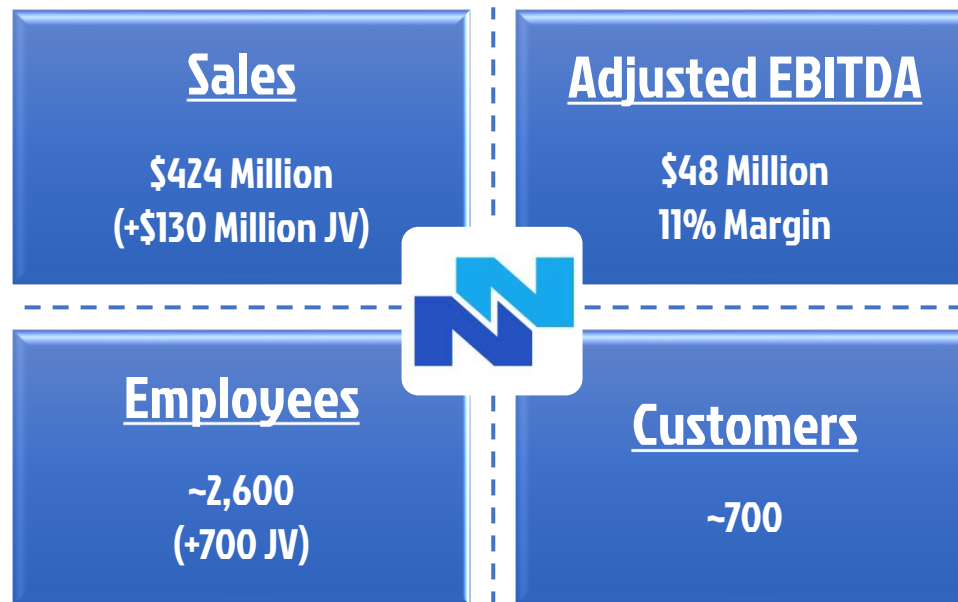 Sales
$424 Million
(+$130 Million JV)
Adjusted EBITDA
$48 Million
11% Margin
NN
Employees
~2,600
(+700 JV)
Customers
~700